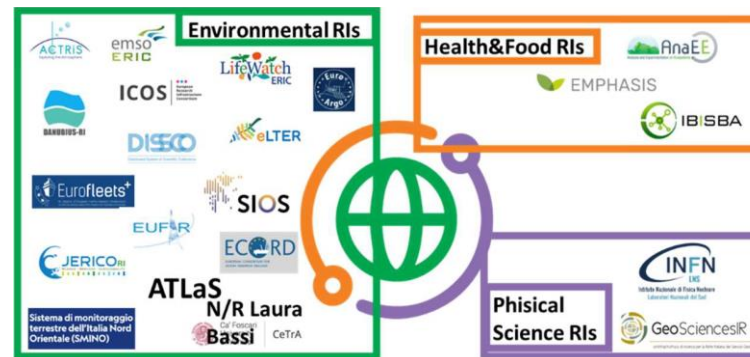 Environmental RIs
ACTRIS
emso
ERIC
LifeWatch
ERIC
Euro
Argo
ICOS
DANUBIUS-RI
DISSCO
eLTER
Eurofleets+
SIOS
EUFAR
ECORD
JERICO RI
ATLaS
N/R Laura
Bassi
Ca' Foscari
CeTrA
Sistema di monitoraggio
terrestre dell'Italia Nord
Orientale (SMINO)
Health&Food RIs
AnaEE
EMPHASIS
IBISBA
INFN
LNS
Istituto Nazionale di Fisica Nucleare
Laboratori Nazionali del Sud
Phisical
Science RIs
GeoSciencesIR